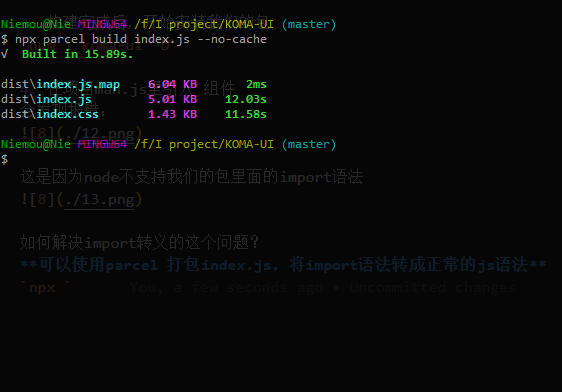 Niemou@Nie MINGW64 /f/I project/KOMA-UI (master)
$ npx parcel build index.js --no-cache
√  Built in 15.89s.
dist\index.js.map    6.04 KB       2ms
dist\index.js        5.01 KB    12.03s
dist\index.css       1.43 KB    11.58s
组件
![8](./12.png)
Niemou@Nie MINGW64 /f/I project/KOMA-UI (master)
$
这是因为node不支持我们的包里面的import语法
![8](./13.png)
如何解决import转义的这个问题?
**可以使用parcel 打包index.js，将import语法转成正常的js语法**
`npx `        You, a few seconds ago • Uncommitted changes